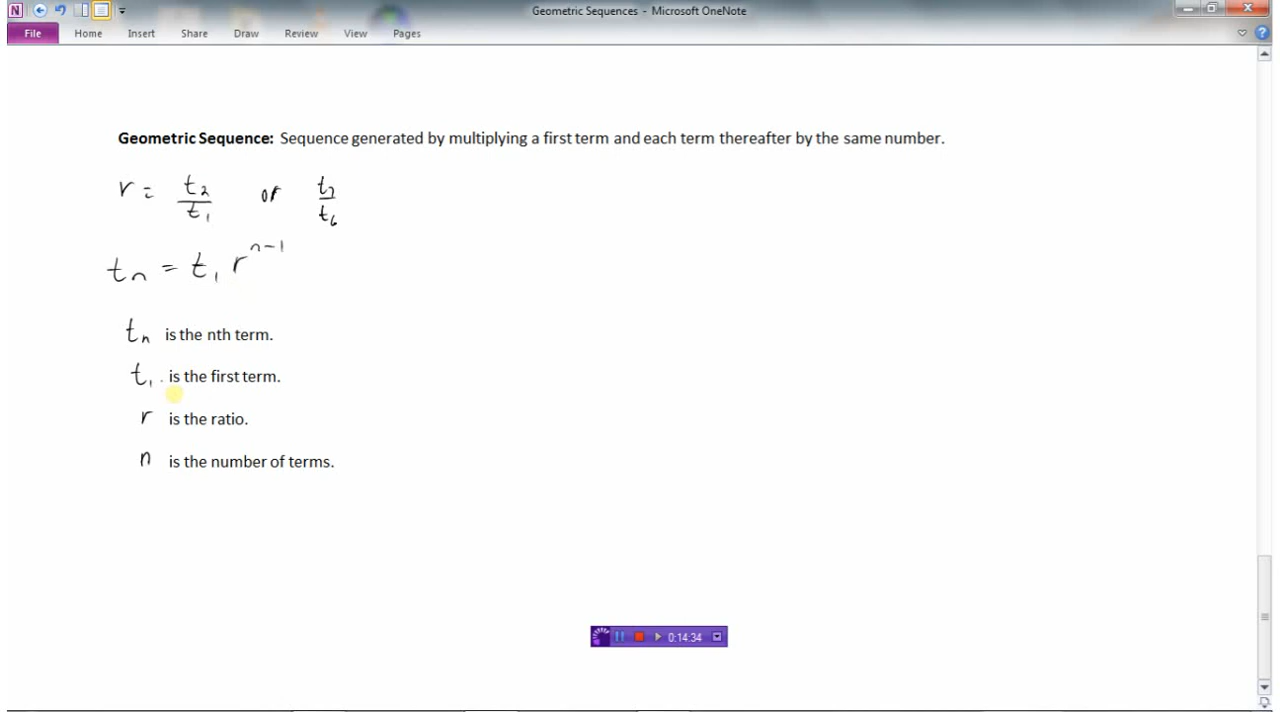 Geometric Sequences - Microsoft OneNote
File Home Insert Share Draw Review View Pages
Geometric Sequence: Sequence generated by multiplying a first term and each term thereafter by the same number.
r = t₂/t₁ or t₇/t₆
tₙ = t₁ rⁿ⁻¹
tₙ is the nth term.
t₁ is the first term.
r is the ratio.
n is the number of terms.
0:14:34